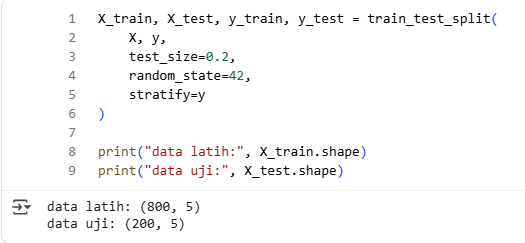 1 X_train, X_test, y_train, y_test = train_test_split(
2     X, y,
3     test_size=0.2,
4     random_state=42,
5     stratify=y
6 )
7
8 print("data latih:", X_train.shape)
9 print("data uji:", X_test.shape)
data latih: (800, 5)
data uji: (200, 5)